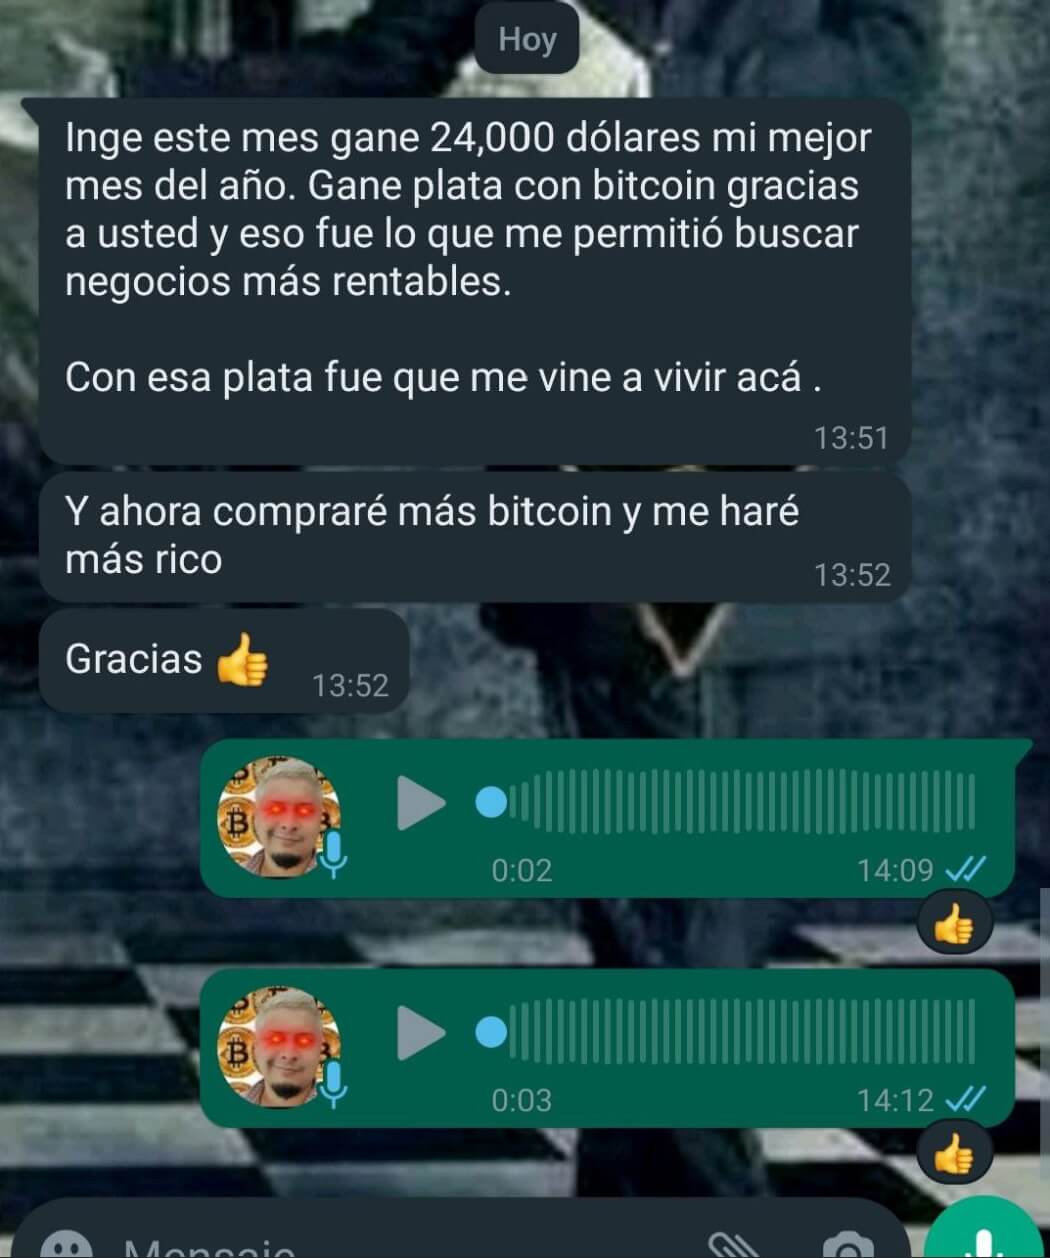 Hoy
Inge este mes gane 24,000 dólares mi mejor
mes del año. Gane plata con bitcoin gracias
a usted y eso fue lo que me permitió buscar
negocios más rentables.
Con esa plata fue que me vine a vivir acá .
13:51
Y ahora compraré más bitcoin y me haré
más rico
13:52
Gracias 👍
13:52
0:02
14:09
0:03
14:12
Mensaje